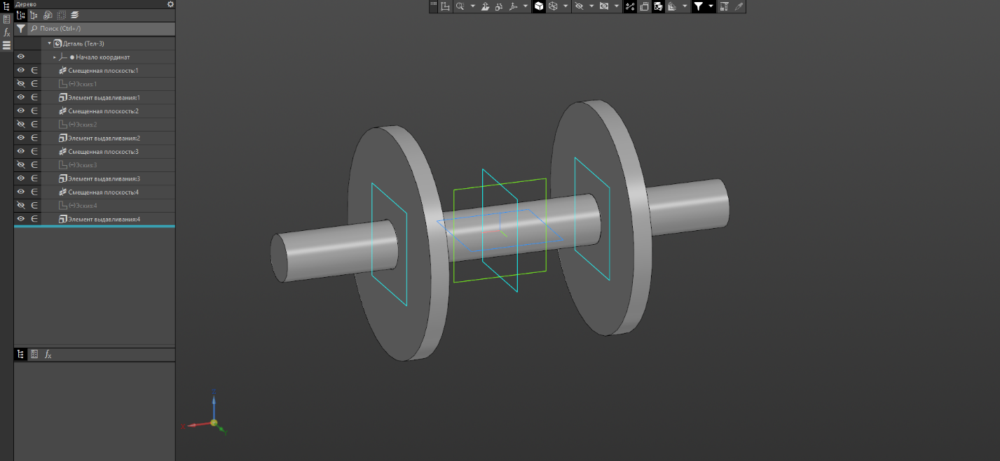 Дерево
Поиск (Ctrl+/)
Деталь (Тел-3)
Начало координат
Смещенная плоскость:1
(-)Эскиз:1
Элемент выдавливания:1
Смещенная плоскость:2
(-)Эскиз:2
Элемент выдавливания:2
Смещенная плоскость:3
(-)Эскиз:3
Элемент выдавливания:3
Смещенная плоскость:4
(-)Эскиз:4
Элемент выдавливания:4
fx
Z
X
Y